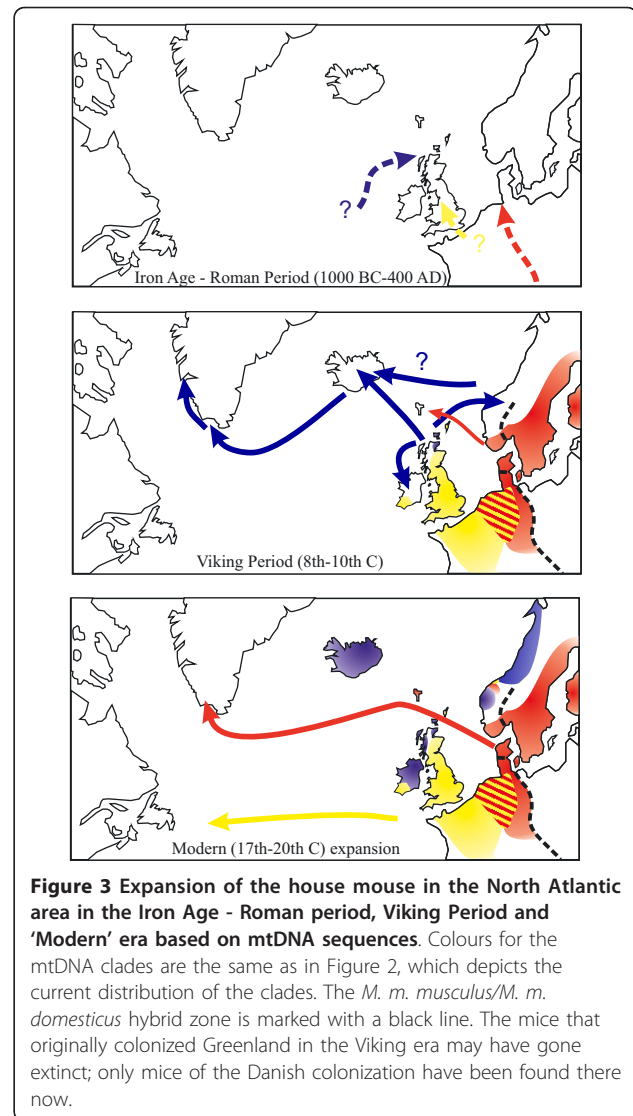 ?
?
Iron Age - Roman Period (1000 BC-400 AD)
?
Viking Period (8th-10th C)
Modern (17th-20th C) expansion
Figure 3 Expansion of the house mouse in the North Atlantic
area in the Iron Age - Roman period, Viking Period and
‘Modern’ era based on mtDNA sequences. Colours for the
mtDNA clades are the same as in Figure 2, which depicts the
current distribution of the clades. The M. m. musculus/M. m.
domesticus hybrid zone is marked with a black line. The mice that
originally colonized Greenland in the Viking era may have gone
extinct; only mice of the Danish colonization have been found there
now.